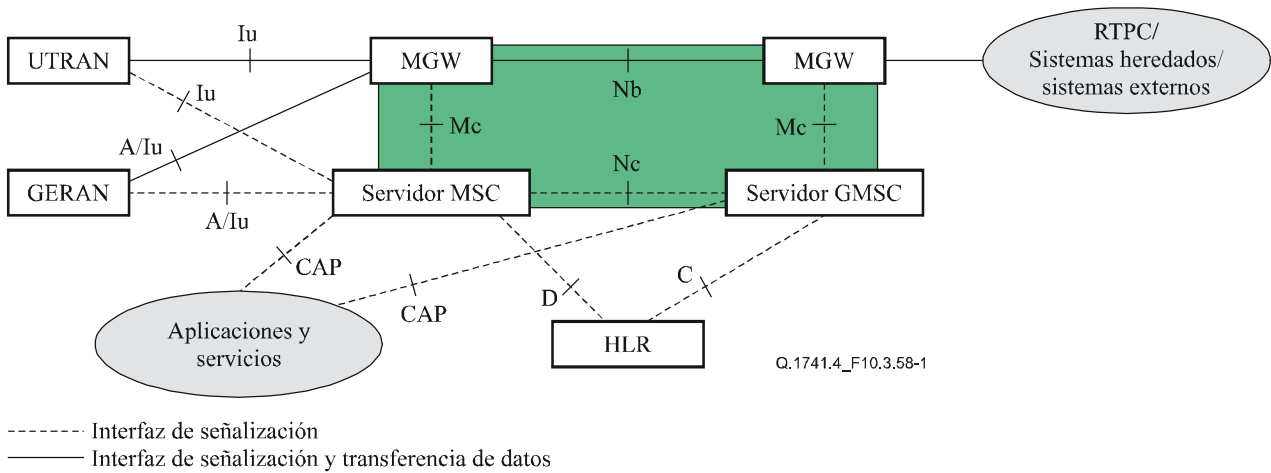 Iu
RTPC/
Sistemas heredados/
sistemas externos
UTRAN
MGW
MGW
Iu
Nb
A/Iu
Mc
Mc
Nc
GERAN
Servidor MSC
Servidor GMSC
A/Iu
CAP
CAP
D
C
Aplicaciones y
servicios
HLR
Q.1741.4_F10.3.58-1
Interfaz de señalización
Interfaz de señalización y transferencia de datos